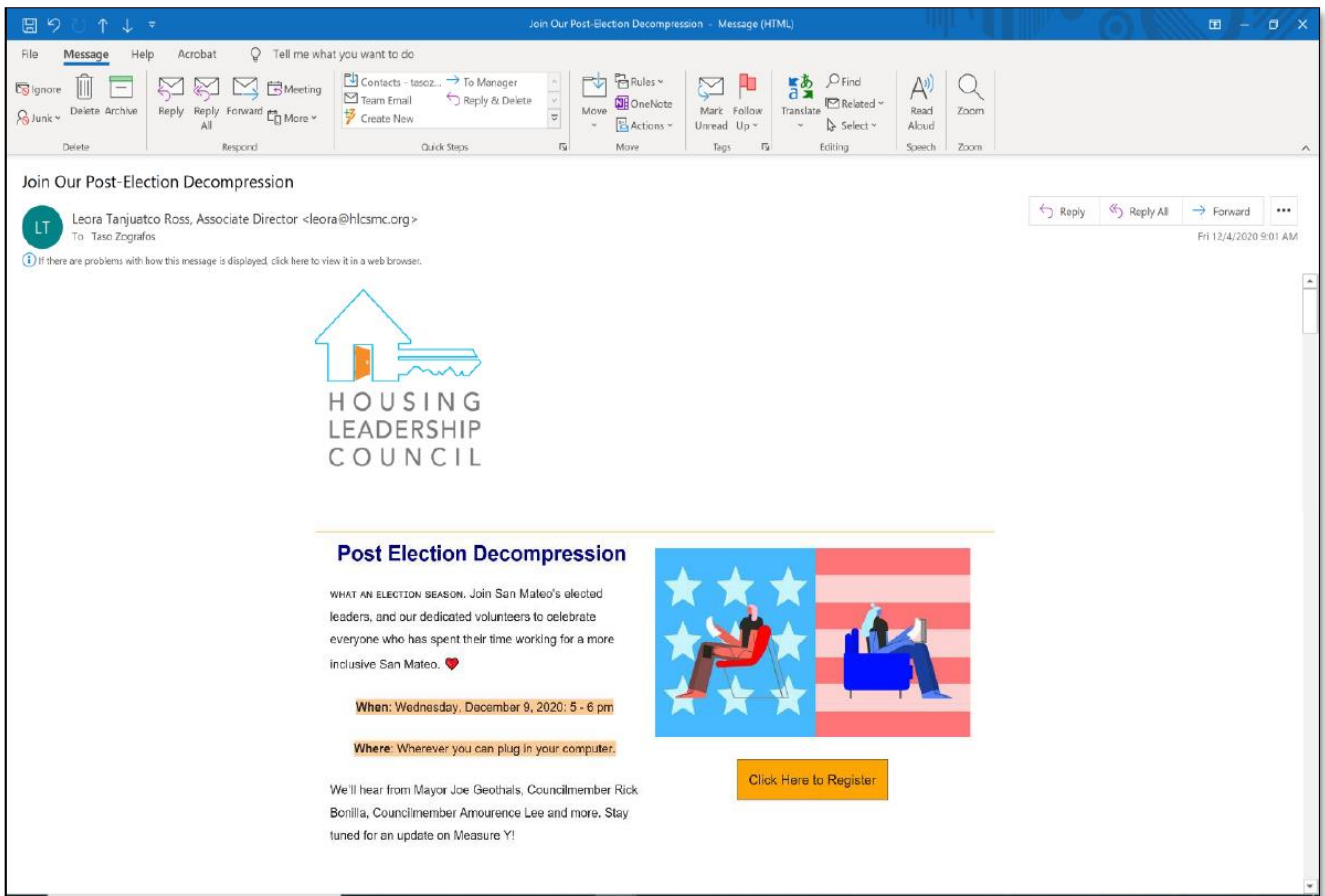 Join Our Post-Election Decompression - Message (HTML)
File Message Help Acrobat Tell me what you want to do
Ignore
Junk
Delete Archive
Reply Reply All Forward
Meeting
More
Contacts - tasoz... To Manager
Team Email Reply & Delete
Create New
Move
Rules
OneNote
Actions
Mark Unread
Follow Up
Translate
Find
Related
Select
Read Aloud
Zoom
Delete Respond Quick Steps Move Tags Editing Speech Zoom
Join Our Post-Election Decompression
LT
Leora Tanjuatco Ross, Associate Director <leora@hlcsmc.org>
To Taso Zografos
Reply Reply All Forward
Fri 12/4/2020 9:01 AM
If there are problems with how this message is displayed, click here to view it in a web browser.
HOUSING
LEADERSHIP
COUNCIL
Post Election Decompression
WHAT AN ELECTION SEASON. Join San Mateo's elected
leaders, and our dedicated volunteers to celebrate
everyone who has spent their time working for a more
inclusive San Mateo. ❤
When: Wednesday, December 9, 2020: 5 - 6 pm
Where: Wherever you can plug in your computer.
We'll hear from Mayor Joe Geothals, Councilmember Rick
Bonilla, Councilmember Amourence Lee and more. Stay
tuned for an update on Measure Y!
Click Here to Register